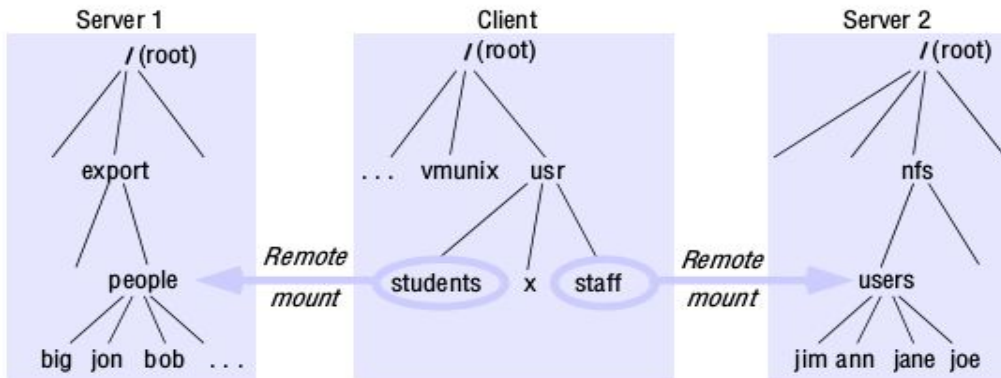 Server 1 Client Server 2
/ (root) / (root) / (root)
export . . . vmunix usr nfs
Remote Remote
people students x staff users
mount mount
big jon bob . . . jim ann jane joe